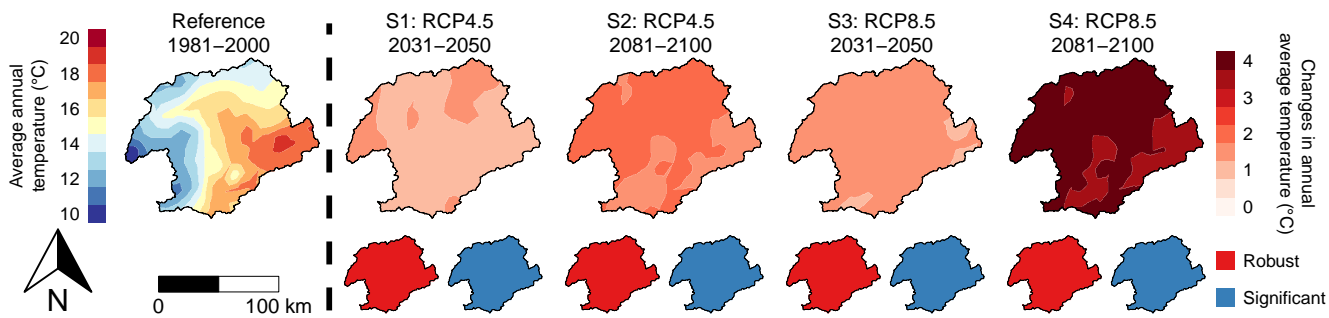 Reference
1981–2000
S1: RCP4.5
2031–2050
S2: RCP4.5
2081–2100
S3: RCP8.5
2031–2050
S4: RCP8.5
2081–2100
Average annual
temperature (°C)
20
18
16
14
12
10
Changes in annual
average temperature (°C)
4
3
2
1
0
N
0
100 km
Robust
Significant